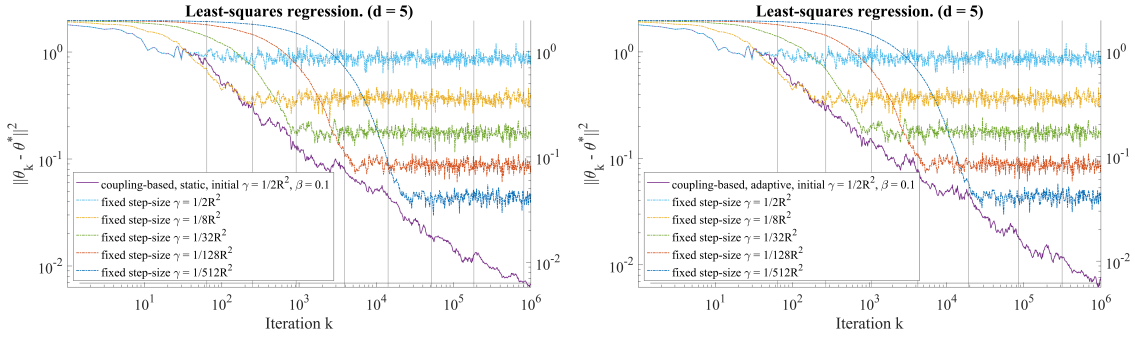 Least-squares regression. (d = 5)
10^0
10^-1
10^-2
10^0
10^-1
10^-2
||θ_k - θ^*||^2
coupling-based, static, initial γ = 1/2R^2, β = 0.1
fixed step-size γ = 1/2R^2
fixed step-size γ = 1/8R^2
fixed step-size γ = 1/32R^2
fixed step-size γ = 1/128R^2
fixed step-size γ = 1/512R^2
10^1 10^2 10^3 10^4 10^5 10^6
Iteration k
Least-squares regression. (d = 5)
10^0
10^-1
10^-2
10^0
10^-1
10^-2
||θ_k - θ^*||^2
coupling-based, adaptive, initial γ = 1/2R^2, β = 0.1
fixed step-size γ = 1/2R^2
fixed step-size γ = 1/8R^2
fixed step-size γ = 1/32R^2
fixed step-size γ = 1/128R^2
fixed step-size γ = 1/512R^2
10^1 10^2 10^3 10^4 10^5 10^6
Iteration k